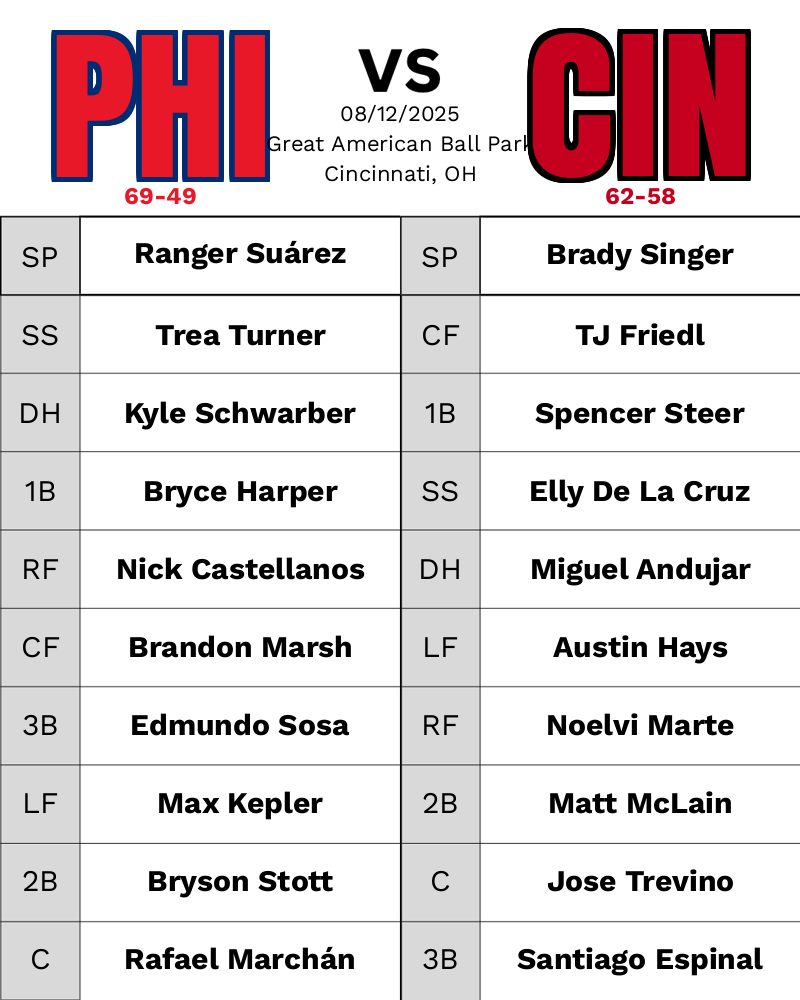 PHI
VS
CIN
08/12/2025
Great American Ball Park
Cincinnati, OH
69-49
62-58
SP Ranger Suárez SP Brady Singer
SS Trea Turner CF TJ Friedl
DH Kyle Schwarber 1B Spencer Steer
1B Bryce Harper SS Elly De La Cruz
RF Nick Castellanos DH Miguel Andujar
CF Brandon Marsh LF Austin Hays
3B Edmundo Sosa RF Noelvi Marte
LF Max Kepler 2B Matt McLain
2B Bryson Stott C Jose Trevino
C Rafael Marchán 3B Santiago Espinal